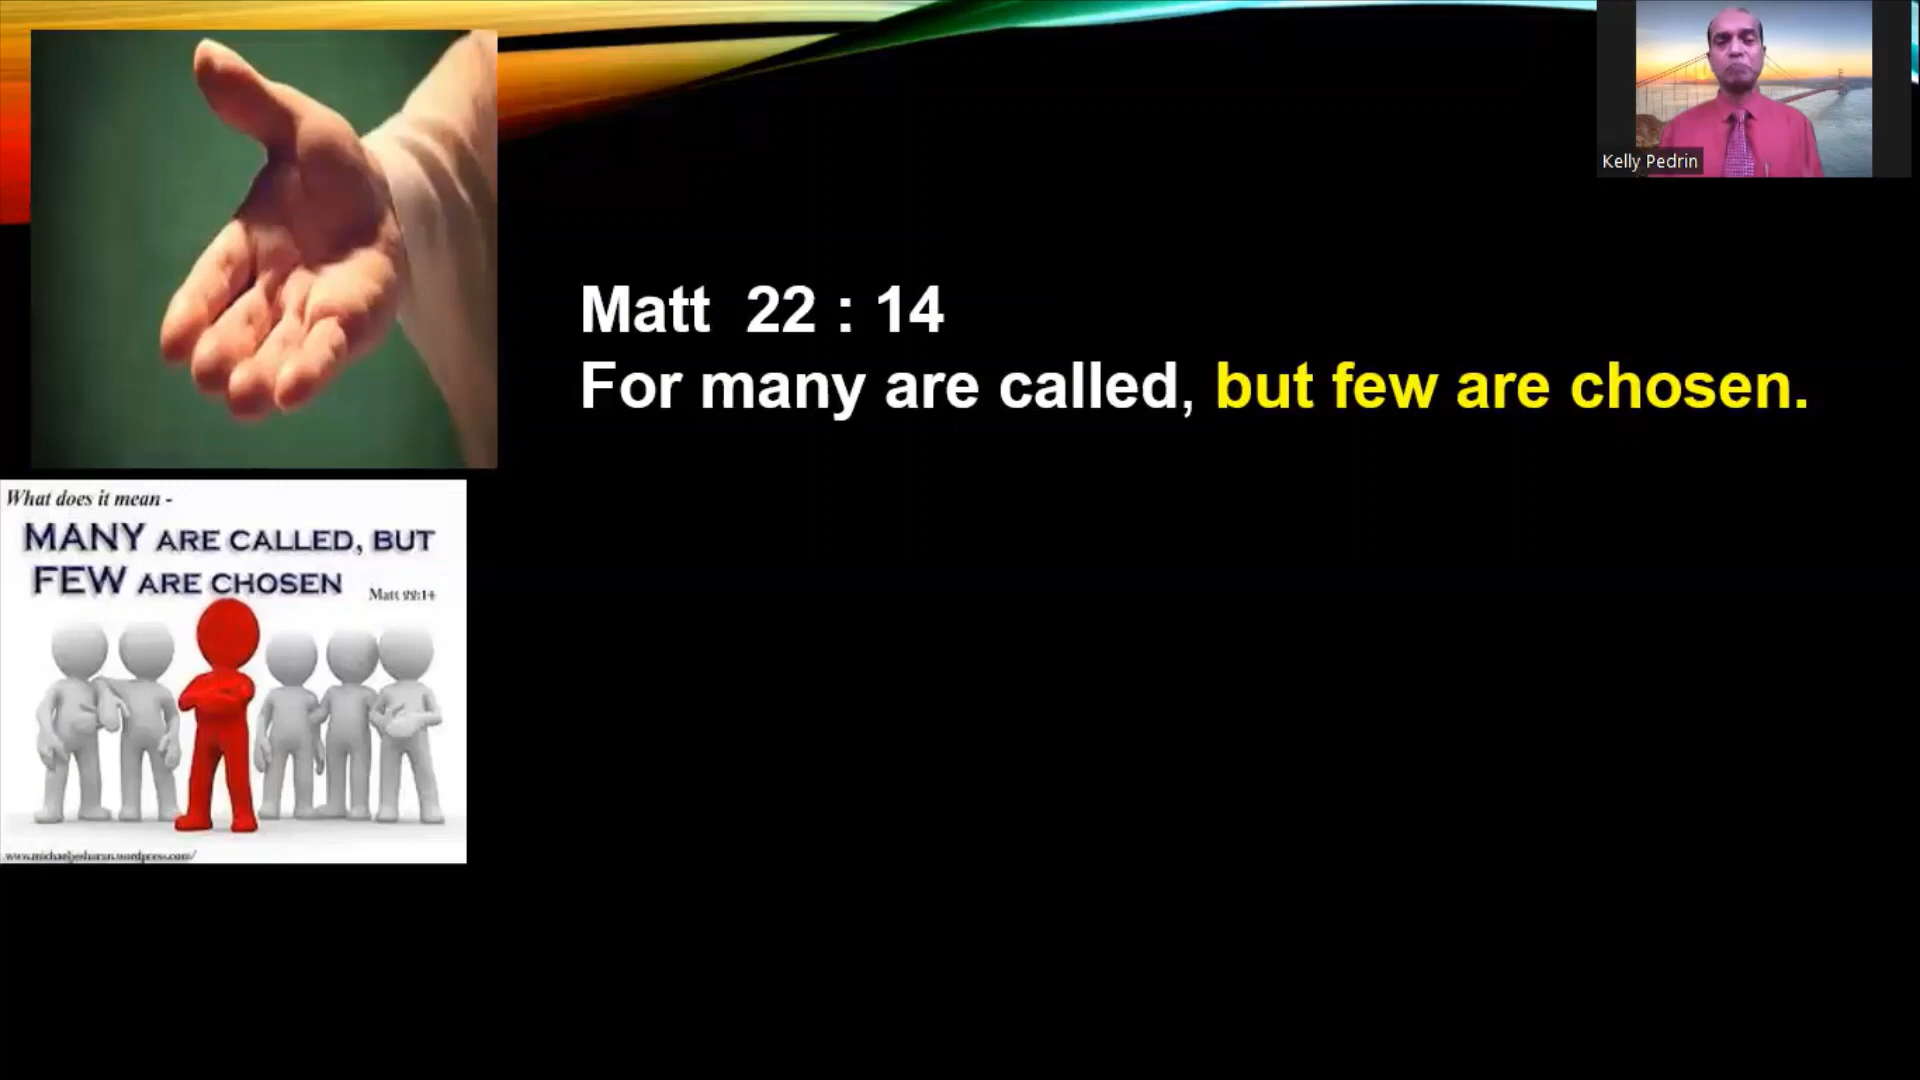 Kelly Pedrin
Matt 22 : 14
For many are called, but few are chosen.
What does it mean -
MANY ARE CALLED, BUT
FEW ARE CHOSEN
Matt 22:14